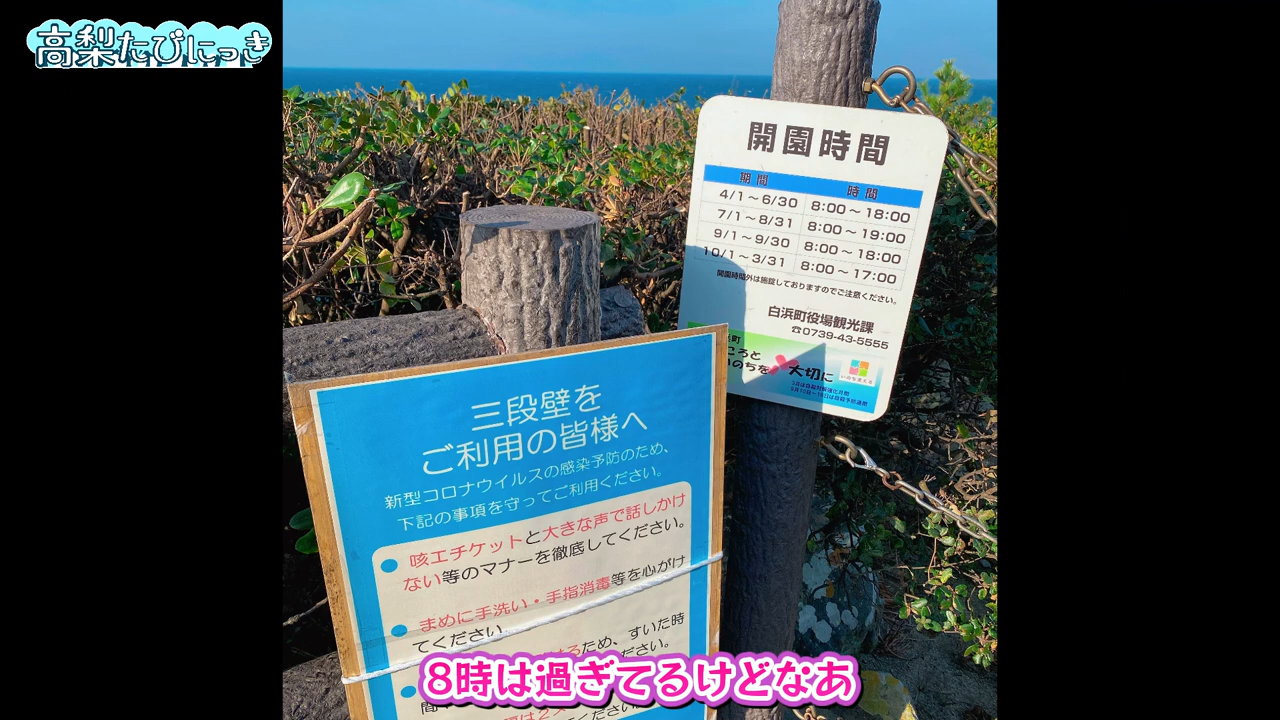 高梨たびにっき
開園時間
期間 時間
4/1～6/30 8:00～18:00
7/1～8/31 8:00～19:00
9/1～9/30 8:00～18:00
10/1～3/31 8:00～17:00
開園時間外は施錠しておりますのでご注意ください。
白浜町役場観光課
☎0739-43-5555
大切に
三段壁を
ご利用の皆様へ
新型コロナウイルスの感染予防のため、
下記の事項を守ってご利用ください。
● 咳エチケットと大きな声で話しかけ
ない等のマナーを徹底してください。
● まめに手洗い・手指消毒等を心がけ
てください
ため、すいた時
ださい。
8時は過ぎてるけどなあ